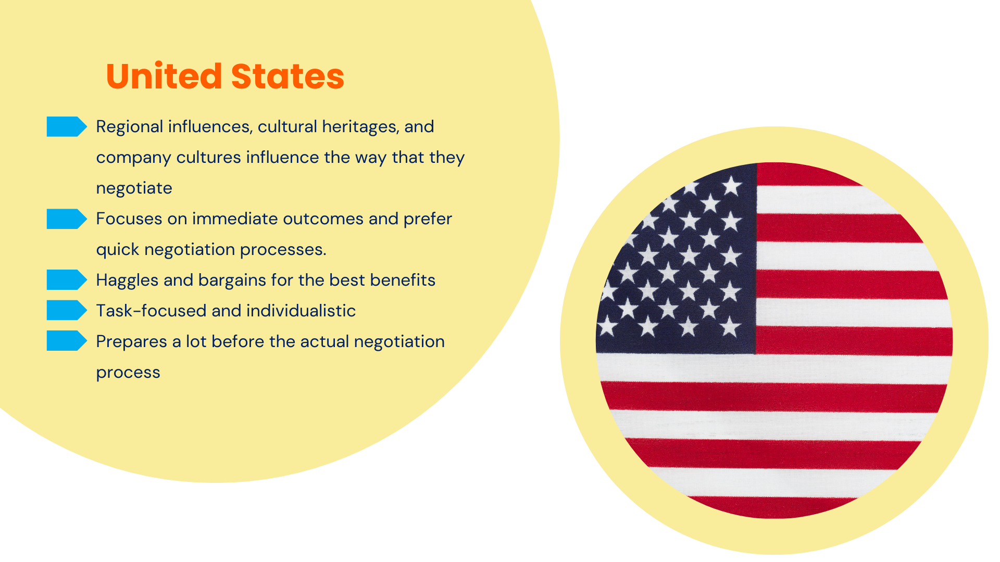 United States
Regional influences, cultural heritages, and
company cultures influence the way that they
negotiate
Focuses on immediate outcomes and prefer
quick negotiation processes.
Haggles and bargains for the best benefits
Task-focused and individualistic
Prepares a lot before the actual negotiation
process